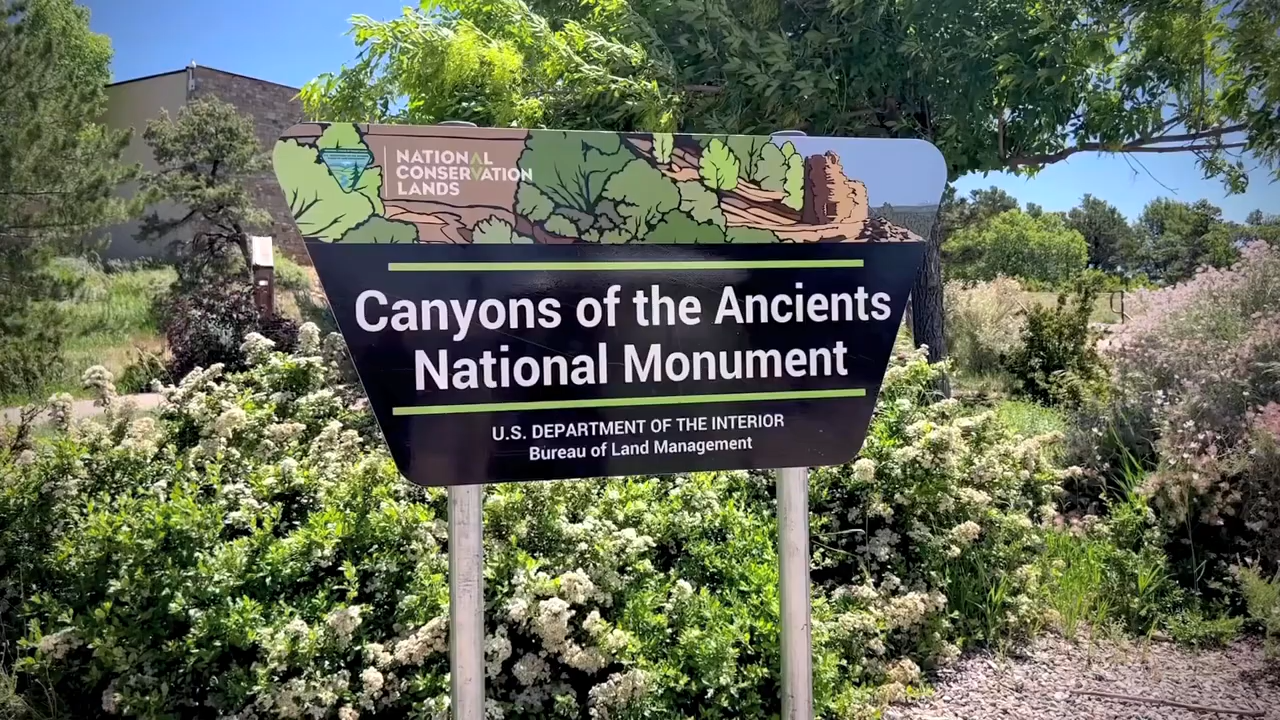 NATIONAL
CONSERVATION
LANDS
Canyons of the Ancients
National Monument
U.S. DEPARTMENT OF THE INTERIOR
Bureau of Land Management